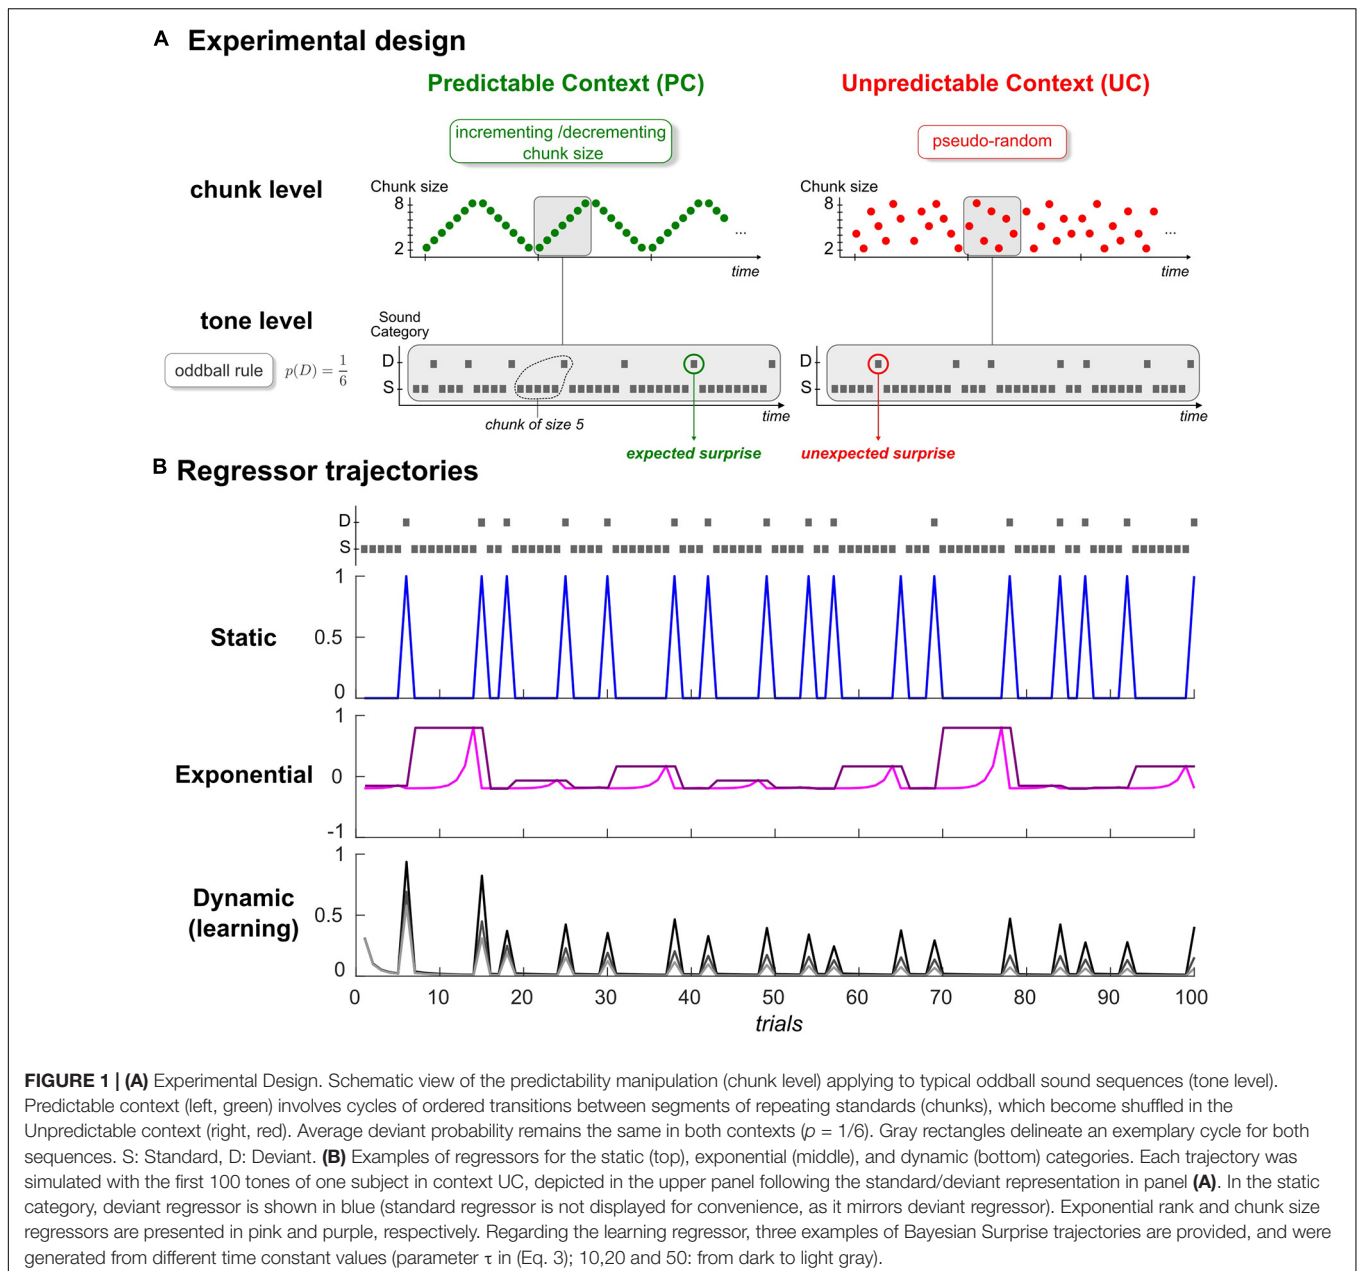 A Experimental design
Predictable Context (PC)
Unpredictable Context (UC)
incrementing /decrementing
chunk size
pseudo-random
chunk level
Chunk size
8
2
...
time
Chunk size
8
2
...
time
tone level
Sound
Category
oddball rule p(D) = 1/6
D
S
time
D
S
time
chunk of size 5
expected surprise
unexpected surprise
B Regressor trajectories
D
S
1
Static
0.5
0
1
Exponential
0
-1
1
Dynamic
(learning)
0.5
0
0 10 20 30 40 50 60 70 80 90 100
trials
FIGURE 1 | (A) Experimental Design. Schematic view of the predictability manipulation (chunk level) applying to typical oddball sound sequences (tone level).
Predictable context (left, green) involves cycles of ordered transitions between segments of repeating standards (chunks), which become shuffled in the
Unpredictable context (right, red). Average deviant probability remains the same in both contexts (p = 1/6). Gray rectangles delineate an exemplary cycle for both
sequences. S: Standard, D: Deviant. (B) Examples of regressors for the static (top), exponential (middle), and dynamic (bottom) categories. Each trajectory was
simulated with the first 100 tones of one subject in context UC, depicted in the upper panel following the standard/deviant representation in panel (A). In the static
category, deviant regressor is shown in blue (standard regressor is not displayed for convenience, as it mirrors deviant regressor). Exponential rank and chunk size
regressors are presented in pink and purple, respectively. Regarding the learning regressor, three examples of Bayesian Surprise trajectories are provided, and were
generated from different time constant values (parameter τ in (Eq. 3); 10,20 and 50: from dark to light gray).